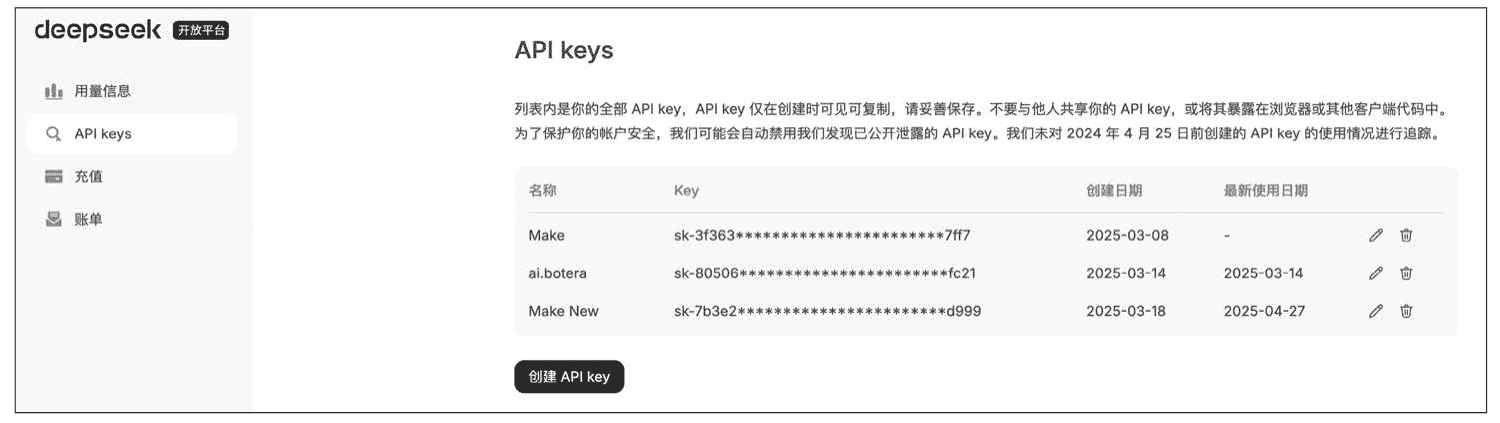 deepseek 开放平台
用量信息
API keys
充值
账单
API keys
列表内是你的全部 API key，API key 仅在创建时可见可复制，请妥善保存。不要与他人共享你的 API key，或将其暴露在浏览器或其他客户端代码中。
为了保护你的帐户安全，我们可能会自动禁用我们发现已公开泄露的 API key。我们未对 2024 年 4 月 25 日前创建的 API key 的使用情况进行追踪。
名称 Key 创建日期 最新使用日期
Make sk-3f363***********************7ff7 2025-03-08 -
ai.botera sk-80506***********************fc21 2025-03-14 2025-03-14
Make New sk-7b3e2***********************d999 2025-03-18 2025-04-27
创建 API key